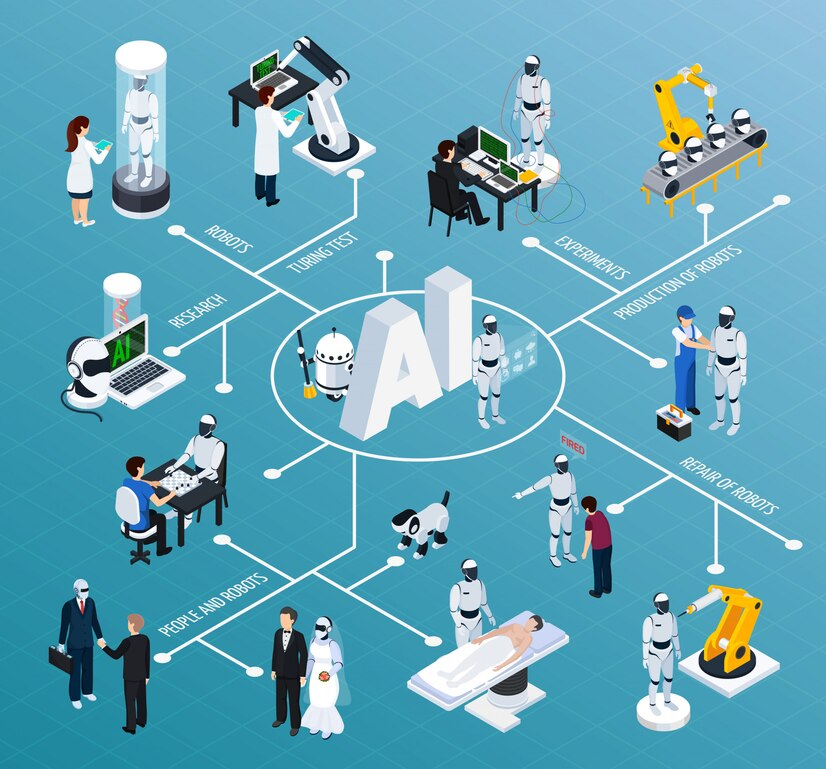 ROBOTS
TURING TEST
EXPERIMENTS
PRODUCTION OF ROBOTS
RESEARCH
AI
AI
FIRED
REPAIR OF ROBOTS
PEOPLE AND ROBOTS